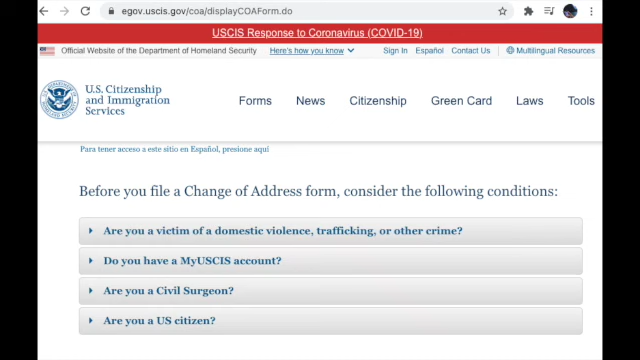 egov.uscis.gov/coa/displayCOAForm.do
USCIS Response to Coronavirus (COVID-19)
Official Website of the Department of Homeland Security Here's how you know Sign In Español Contact Us Multilingual Resources
U.S. Citizenship
and Immigration
Services
Forms News Citizenship Green Card Laws Tools
Para tener acceso a este sitio en Español, presione aquí
Before you file a Change of Address form, consider the following conditions:
Are you a victim of a domestic violence, trafficking, or other crime?
Do you have a MyUSCIS account?
Are you a Civil Surgeon?
Are you a US citizen?